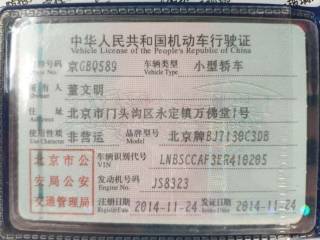 中华人民共和国机动车行驶证
Vehicle License of the People's Republic of China
号牌号码 京GBQ589 车辆类型 小型轿车
Vehicle Type
所有人 董文明
住 址 北京市门头沟区永定镇万佛堂1号
Address
使用性质 非营运 品牌型号 北京牌BJ7130C3DB
Use Character Model
北京市公
安局公安
交通管理局
车辆识别代号 LNBSCCAF3ER410205
VIN
发动机号码 JS8323
Engine No.
注册日期 2014-11-24 发证日期 2014-11-24
Register Date Issue Date